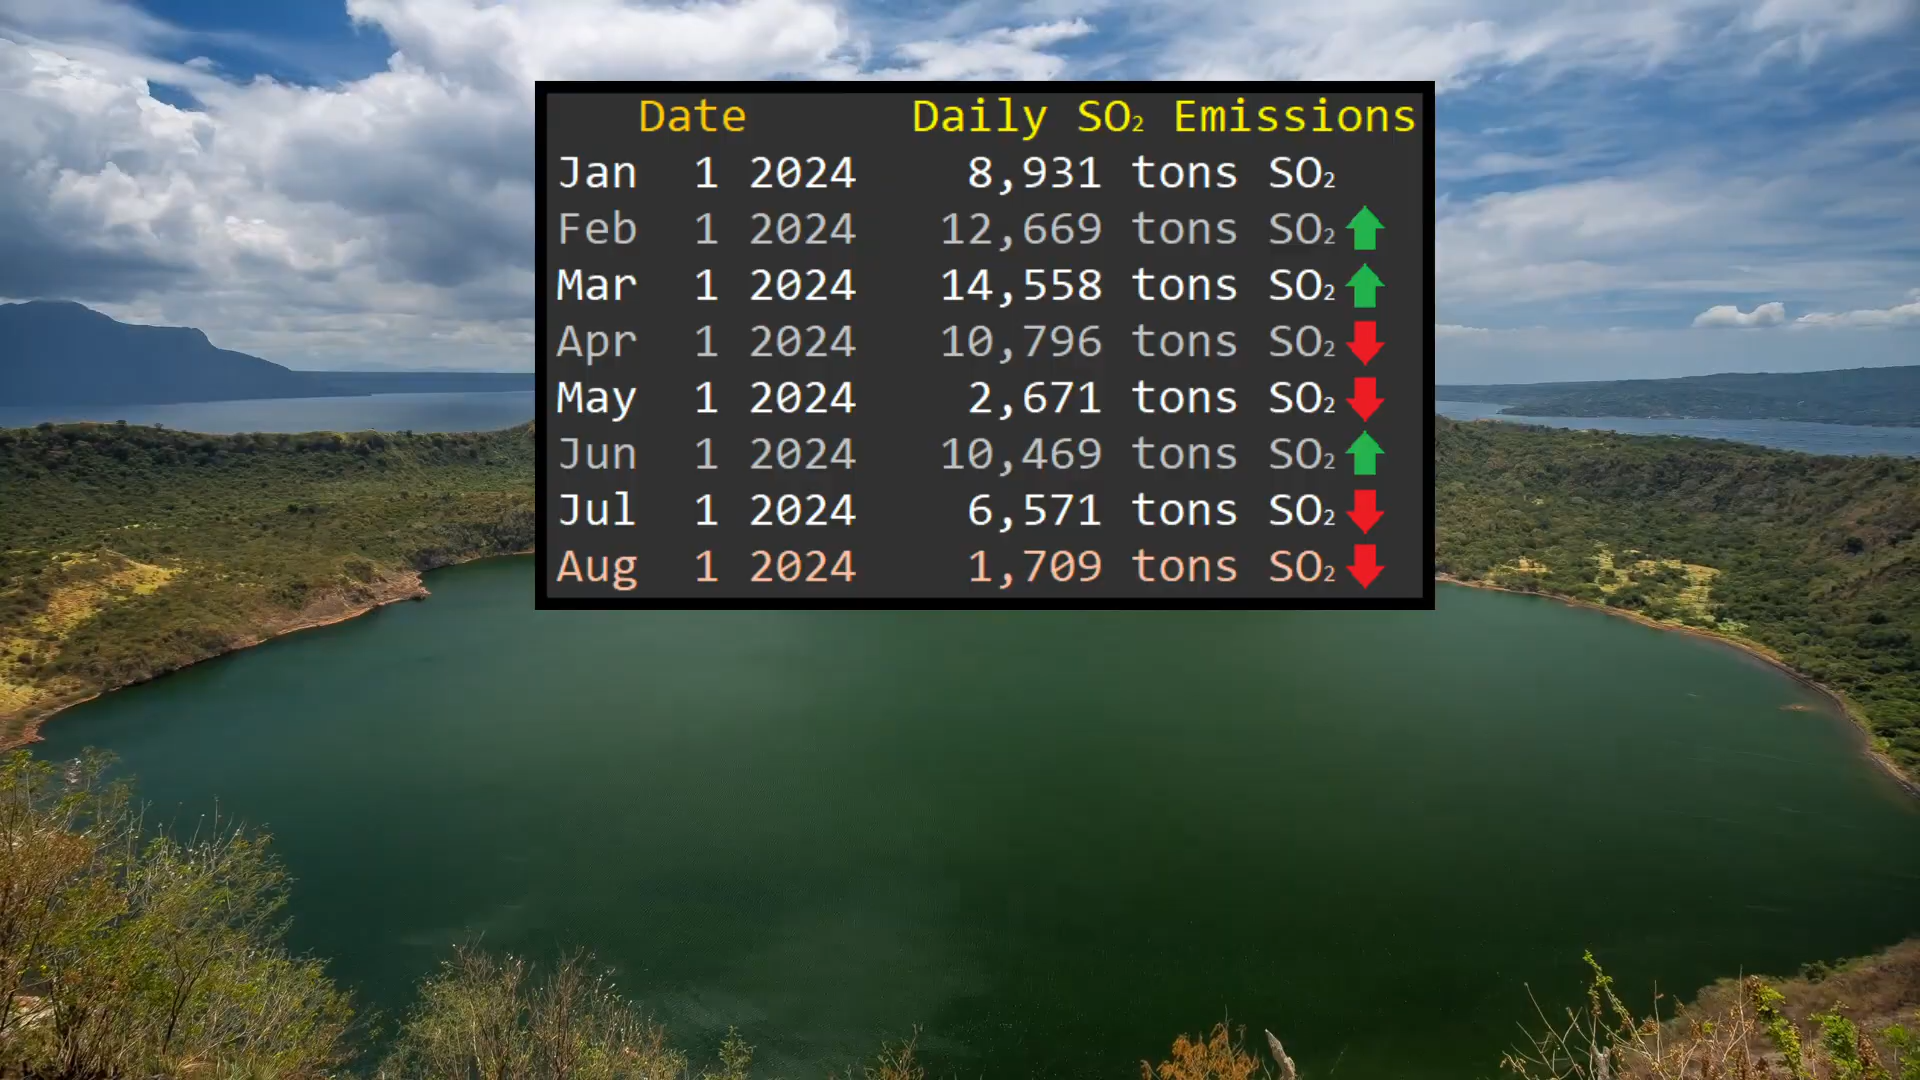 Date Daily SO₂ Emissions
Jan 1 2024 8,931 tons SO₂
Feb 1 2024 12,669 tons SO₂
Mar 1 2024 14,558 tons SO₂
Apr 1 2024 10,796 tons SO₂
May 1 2024 2,671 tons SO₂
Jun 1 2024 10,469 tons SO₂
Jul 1 2024 6,571 tons SO₂
Aug 1 2024 1,709 tons SO₂